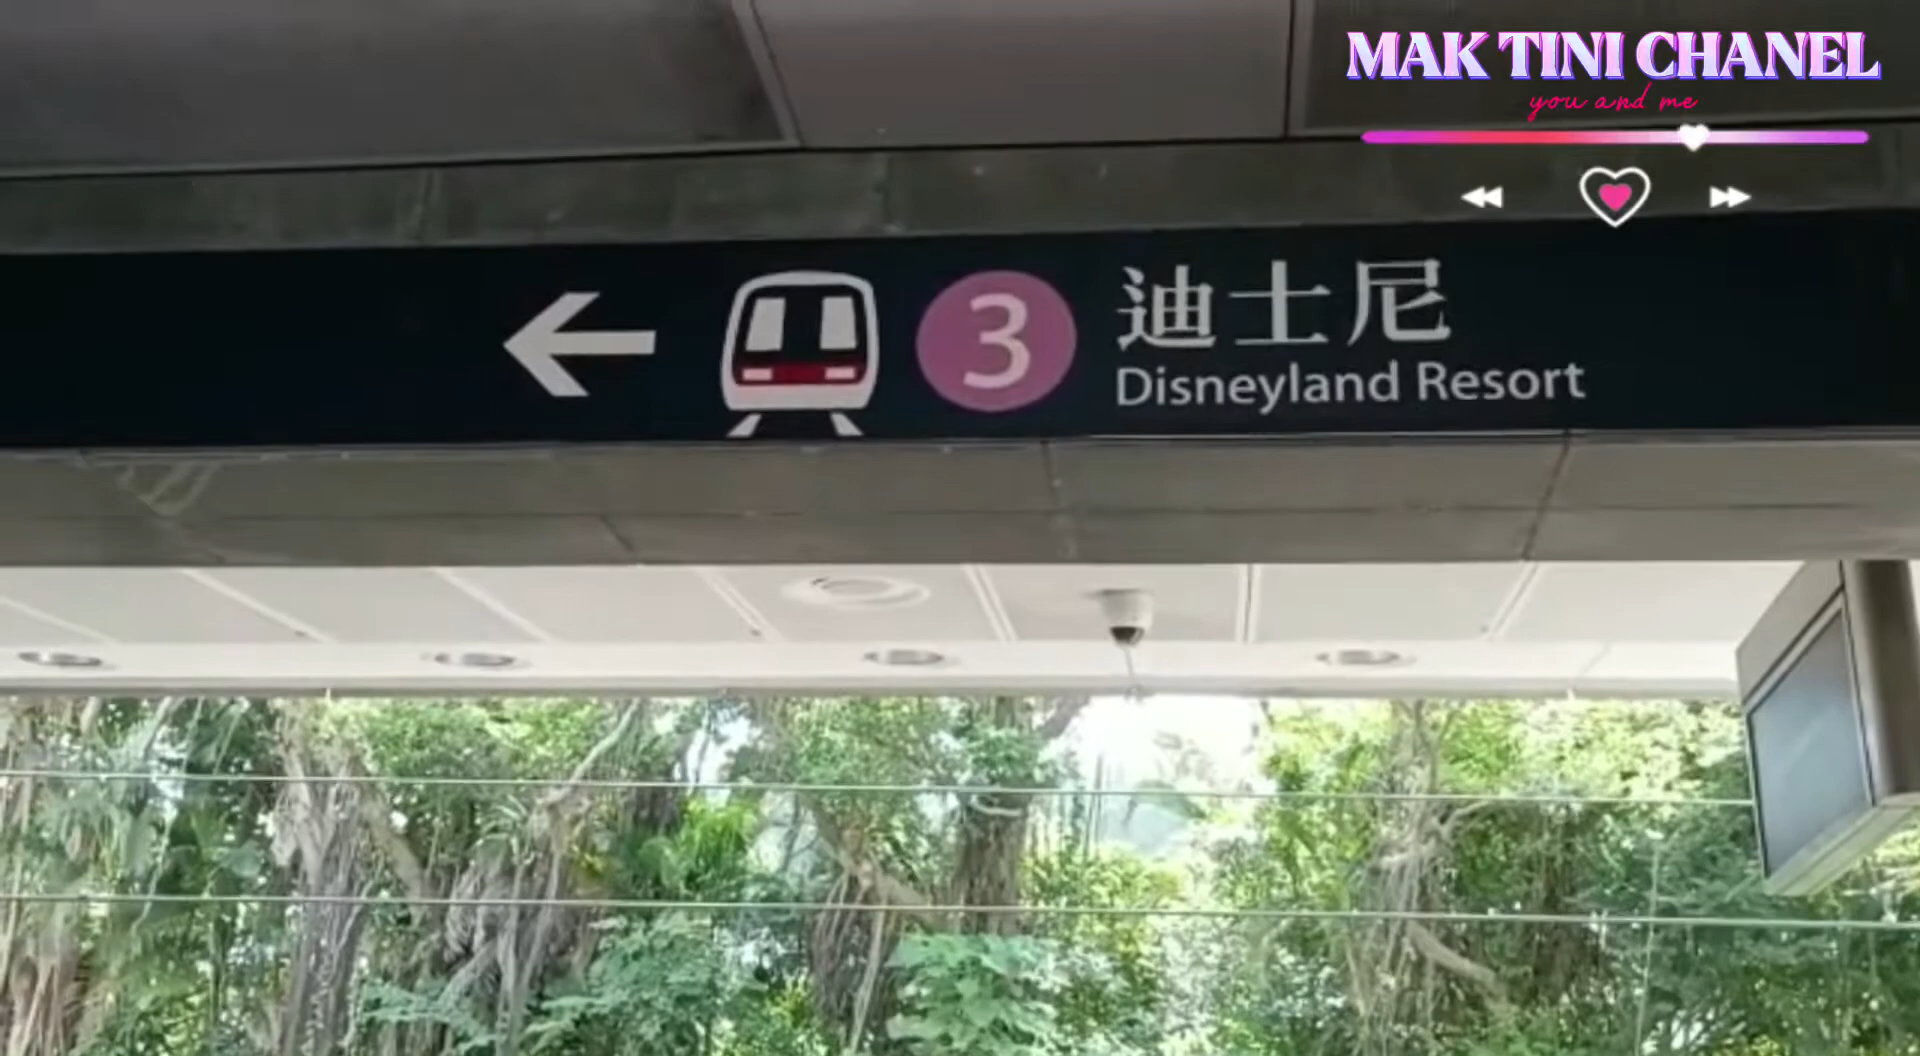 MAK TINI CHANEL
you and me
3
迪士尼
Disneyland Resort